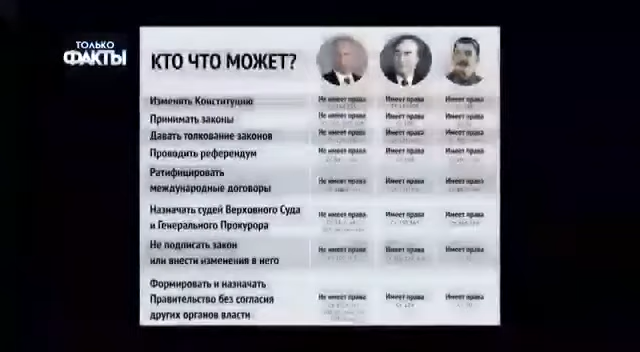 ТОЛЬКО
ФАКТЫ
КТО ЧТО МОЖЕТ?
Изменять Конституцию Не имеет права Имеет права Имеет права
Принимать законы Не имеет права Имеет права Имеет права
Давать толкование законов Не имеет права Имеет права Имеет права
Проводить референдум Не имеет права Имеет права Имеет права
Ратифицировать
международные договоры Не имеет права Имеет права Имеет права
Назначать судей Верховного Суда
и Генерального Прокурора Не имеет права Имеет права Имеет права
Не подписать закон
или внести изменения в него Не имеет права Имеет права Имеет права
Формировать и назначать
Правительство без согласия Не имеет права Имеет права Имеет права
других органов власти